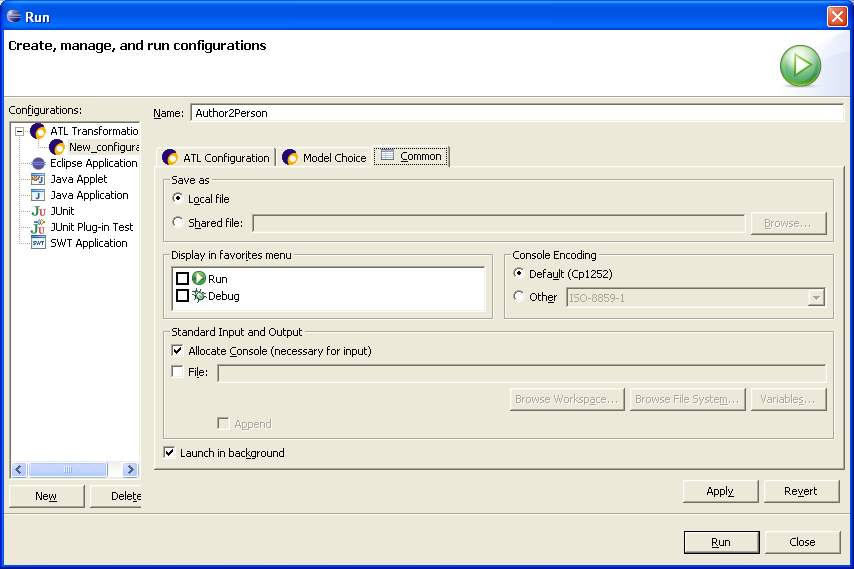 Run
Create, manage, and run configurations
Configurations:
ATL Transformatio
New_configura
Eclipse Application
Java Applet
Java Application
JUnit
JUnit Plug-in Test
SWT Application
New
Delete
Name: Author2Person
ATL Configuration Model Choice Common
Save as
Local file
Shared file: Browse...
Display in favorites menu
Run
Debug
Console Encoding
Default (Cp1252)
Other ISO-8859-1
Standard Input and Output
Allocate Console (necessary for input)
File:
Browse Workspace... Browse File System... Variables...
Append
Launch in background
Apply Revert
Run Close